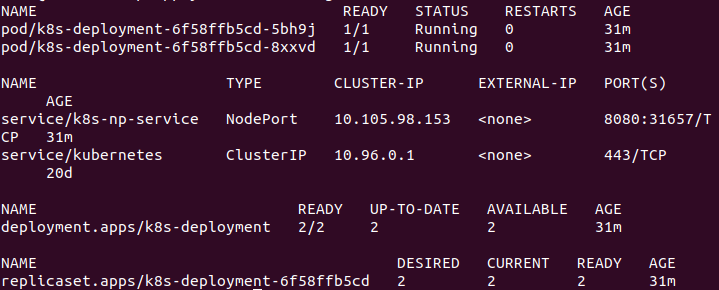 NAME                                  READY   STATUS    RESTARTS   AGE
pod/k8s-deployment-6f58ffb5cd-5bh9j   1/1     Running   0          31m
pod/k8s-deployment-6f58ffb5cd-8xxvd   1/1     Running   0          31m
NAME                     TYPE        CLUSTER-IP      EXTERNAL-IP   PORT(S)
     AGE
service/k8s-np-service   NodePort    10.105.98.153   <none>        8080:31657/T
CP   31m
service/kubernetes       ClusterIP   10.96.0.1       <none>        443/TCP
     20d
NAME                             READY   UP-TO-DATE   AVAILABLE   AGE
deployment.apps/k8s-deployment   2/2     2            2           31m
NAME                                        DESIRED   CURRENT   READY   AGE
replicaset.apps/k8s-deployment-6f58ffb5cd   2         2         2       31m